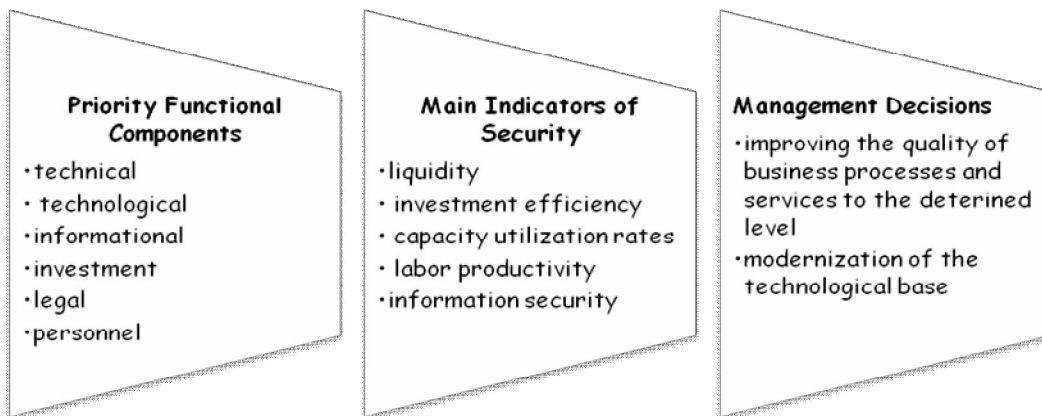 Priority Functional
Components
·technical
· technological
·informational
·investment
·legal
·personnel
Main Indicators of
Security
·liquidity
· investment efficiency
· capacity utilization rates
· labor productivity
·information security
Management Decisions
·improving the quality of
business processes and
services to the deterined
level
·modernization of the
technological base